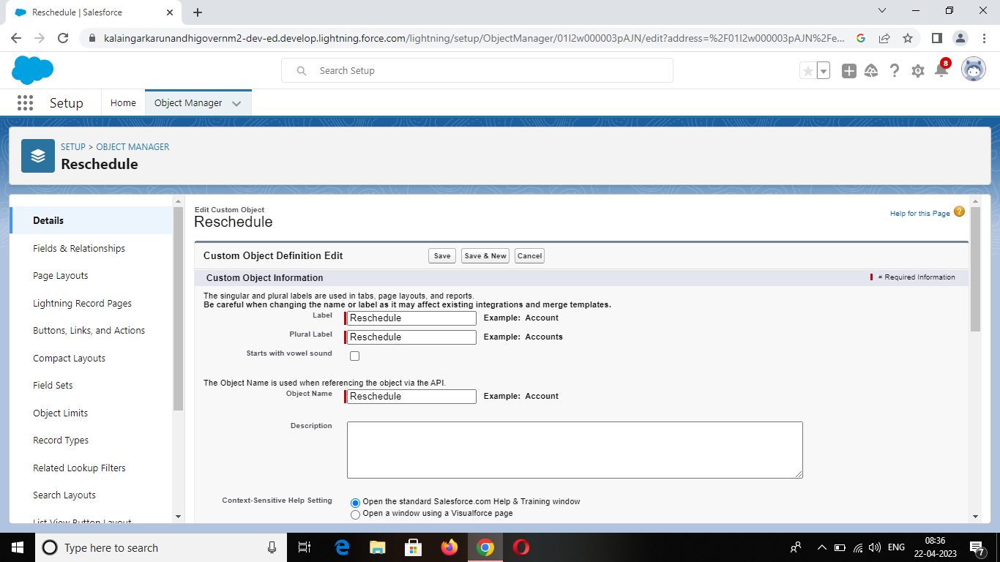 Reschedule | Salesforce
kalaingarkarunandhigovernm2-dev-ed.develop.lightning.force.com/lightning/setup/ObjectManager/01I2w000003pAJN/edit?address=%2F01I2w000003pAJN%2Fe...
Search Setup
8
Setup
Home
Object Manager
SETUP > OBJECT MANAGER
Reschedule
Details
Fields & Relationships
Page Layouts
Lightning Record Pages
Buttons, Links, and Actions
Compact Layouts
Field Sets
Object Limits
Record Types
Related Lookup Filters
Search Layouts
List View Button Layout
Edit Custom Object
Reschedule
Help for this Page ?
Custom Object Definition Edit
Save
Save & New
Cancel
Custom Object Information
= Required Information
The singular and plural labels are used in tabs, page layouts, and reports.
Be careful when changing the name or label as it may affect existing integrations and merge templates.
Label Reschedule Example: Account
Plural Label Reschedule Example: Accounts
Starts with vowel sound
The Object Name is used when referencing the object via the API.
Object Name Reschedule Example: Account
Description
Context-Sensitive Help Setting Open the standard Salesforce.com Help & Training window
Open a window using a Visualforce page
Type here to search
ENG
08:36
22-04-2023
7